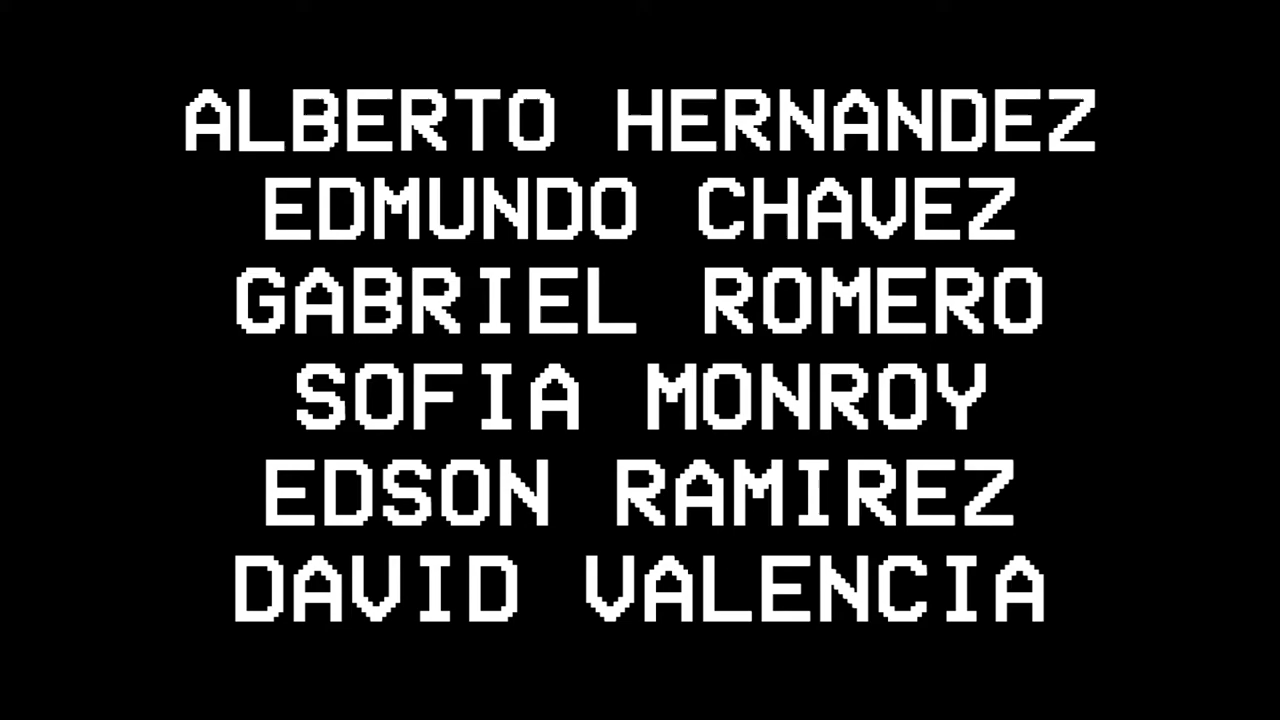 ALBERTO HERNANDEZ
EDMUNDO CHAVEZ
GABRIEL ROMERO
SOFIA MONROY
EDSON RAMIREZ
DAVID VALENCIA